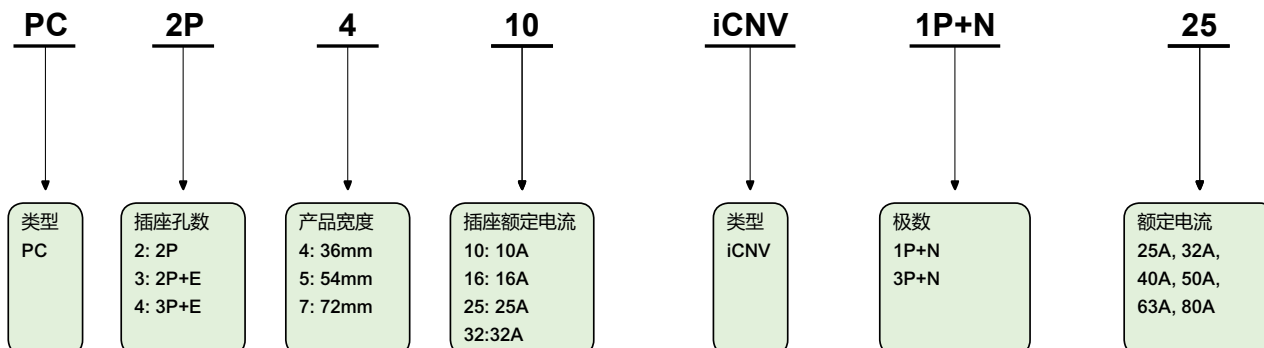 PC 2P 4 10 iCNV 1P+N 25
类型
PC
插座孔数
2: 2P
3: 2P+E
4: 3P+E
产品宽度
4: 36mm
5: 54mm
7: 72mm
插座额定电流
10: 10A
16: 16A
25: 25A
32:32A
类型
iCNV
极数
1P+N
3P+N
额定电流
25A, 32A,
40A, 50A,
63A, 80A